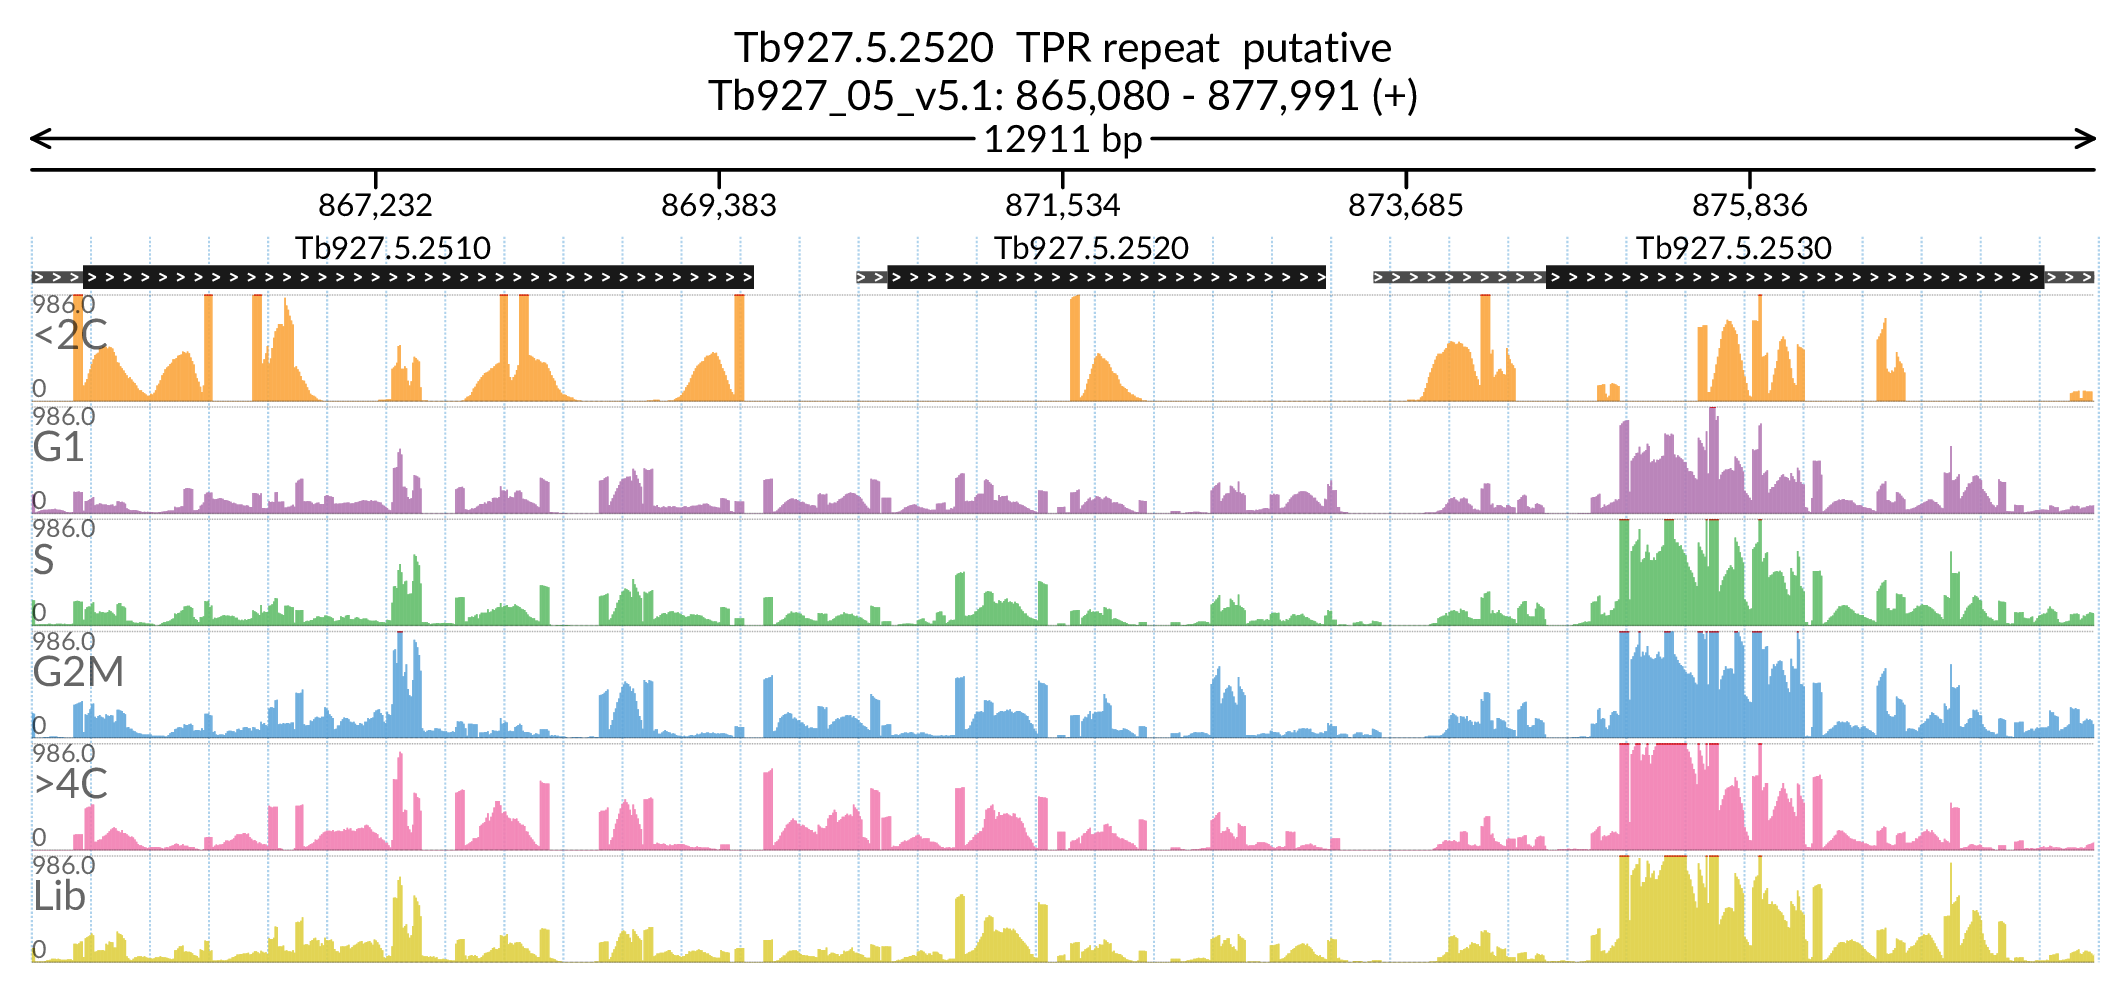 Tb927.5.2520 TPR repeat putative
Tb927_05_v5.1: 865,080 - 877,991 (+)
12911 bp
867,232 869,383 871,534 873,685 875,836
Tb927.5.2510 Tb927.5.2520 Tb927.5.2530
986.0
<2C
0
986.0
G1
0
986.0
S
0
986.0
G2M
0
986.0
>4C
0
986.0
Lib
0